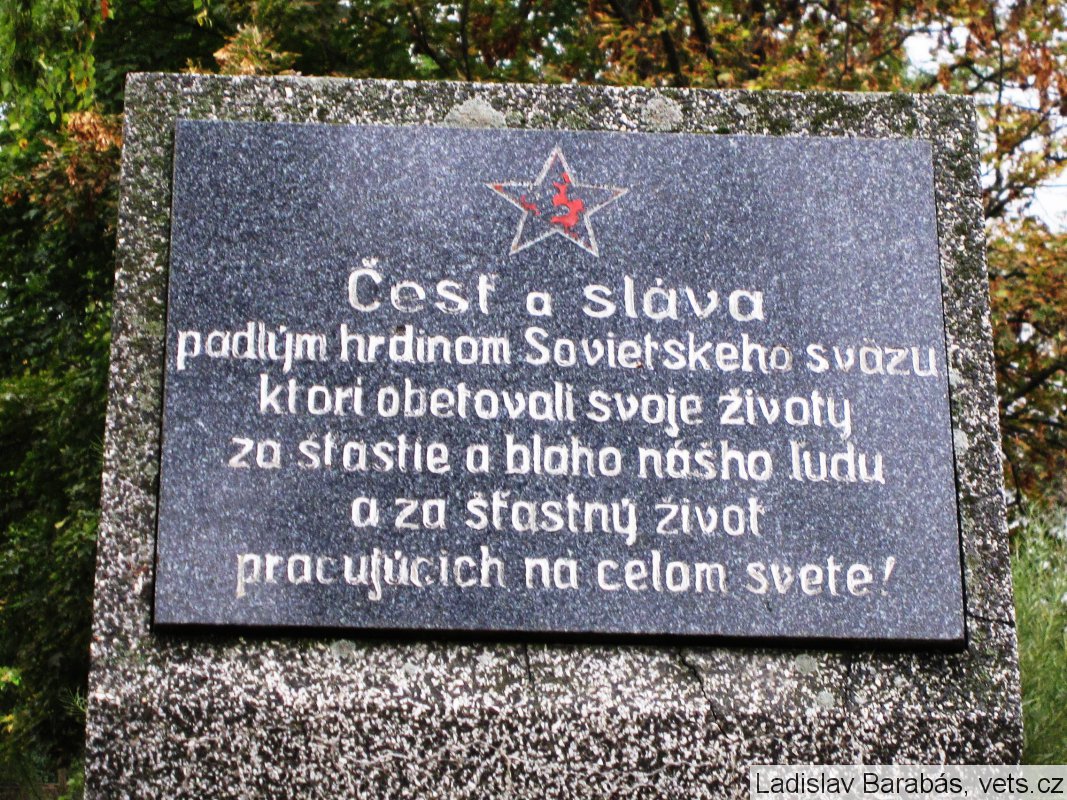 Česť a sláva
padlým hrdinom Sovietskeho sväzu
ktorí obetovali svoje životy
za šťastie a blaho nášho ľudu
a za šťastný život
pracujúcich na celom svete!
Ladislav Barabás, vets.cz